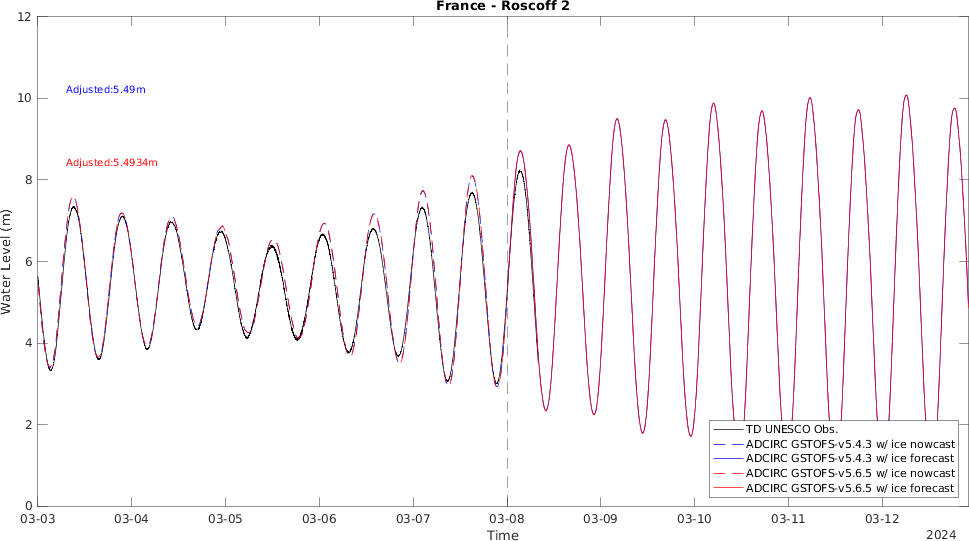 France - Roscoff 2
12
10
8
6
4
2
0
Water Level (m)
Adjusted:5.49m
Adjusted:5.4934m
TD UNESCO Obs.
ADCIRC GSTOFS-v5.4.3 w/ ice nowcast
ADCIRC GSTOFS-v5.4.3 w/ ice forecast
ADCIRC GSTOFS-v5.6.5 w/ ice nowcast
ADCIRC GSTOFS-v5.6.5 w/ ice forecast
03-03 03-04 03-05 03-06 03-07 03-08 03-09 03-10 03-11 03-12
Time
2024